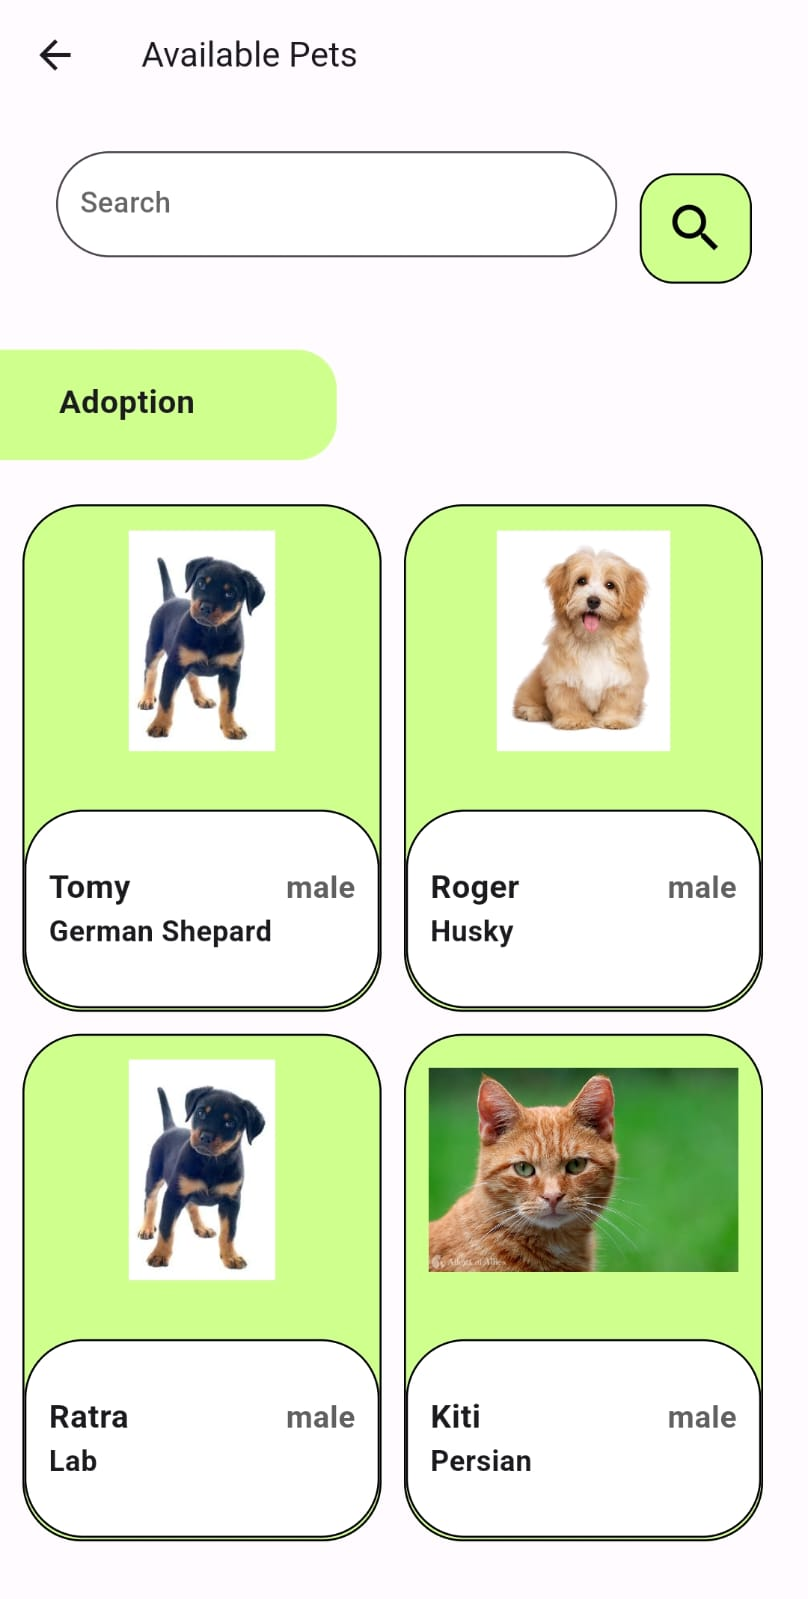 Available Pets
Search
Adoption
Tomy male
German Shepard
Roger male
Husky
Ratra male
Lab
Kiti male
Persian